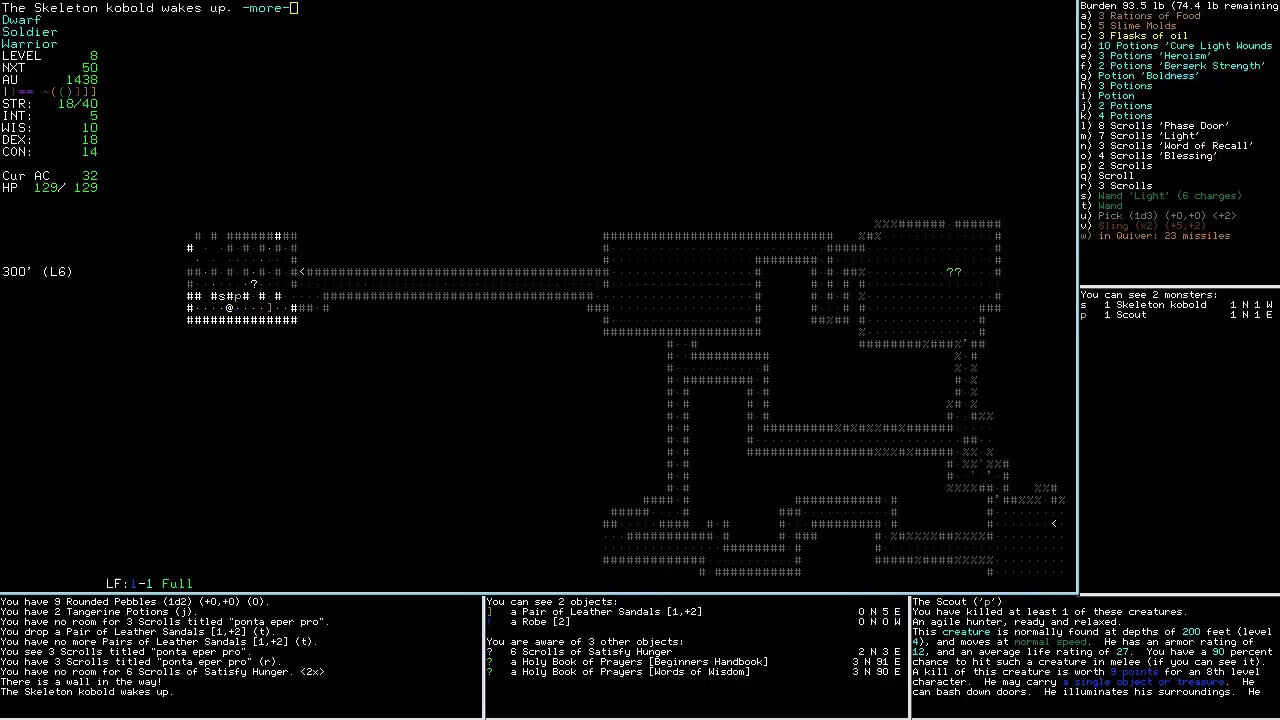 The Skeleton kobold wakes up. -more-
Dwarf
Soldier
Warrior
LEVEL 8
NXT 50
AU 1438
STR: 18/40
INT: 5
WIS: 10
DEX: 18
CON: 14
Cur AC 32
HP 129/ 129
300' (L6)
LF:1-1 Full
Burden 93.5 lb (74.4 lb remaining
a) 3 Rations of Food
b) 5 Slime Molds
c) 3 Flasks of oil
d) 10 Potions 'Cure Light Wounds
e) 3 Potions 'Heroism'
f) 2 Potions 'Berserk Strength'
g) Potion 'Boldness'
h) 3 Potions
i) Potion
j) 2 Potions
k) 4 Potions
l) 8 Scrolls 'Phase Door'
m) 7 Scrolls 'Light'
n) 3 Scrolls 'Word of Recall'
o) 4 Scrolls 'Blessing'
p) 2 Scrolls
q) Scroll
r) 3 Scrolls
s) Wand 'Light' (6 charges)
t) Wand
u) Pick (1d3) (+0,+0) <+2>
v) Sling (x2) (+5,+2)
w) in Quiver: 23 missiles
You can see 2 monsters:
s 1 Skeleton kobold 1 N 1 W
p 1 Scout 1 N 1 E
You have 9 Rounded Pebbles (1d2) (+0,+0) (0).
You have 2 Tangerine Potions (j).
You have no room for 3 Scrolls titled "ponta eper pro".
You drop a Pair of Leather Sandals [1,+2] (t).
You have no more Pairs of Leather Sandals [1,+2] (t).
You see 3 Scrolls titled "ponta eper pro".
You have 3 Scrolls titled "ponta eper pro" (r).
You have no room for 6 Scrolls of Satisfy Hunger. <2x>
There is a wall in the way!
The Skeleton kobold wakes up.
You can see 2 objects:
] a Pair of Leather Sandals [1,+2] 0 N 5 E
( a Robe [2] 0 N 0 W
You are aware of 3 other objects:
? 6 Scrolls of Satisfy Hunger 2 N 3 E
? a Holy Book of Prayers [Beginners Handbook] 3 N 91 E
? a Holy Book of Prayers [Words of Wisdom] 3 N 90 E
The Scout ('p')
You have killed at least 1 of these creatures.
An agile hunter, ready and relaxed.
This creature is normally found at depths of 200 feet (level
4), and moves at normal speed. He has an armor rating of
12, and an average life rating of 27. You have a 90 percent
chance to hit such a creature in melee (if you can see it).
A kill of this creature is worth 9 points for an 8th level
character. He may carry a single object or treasure. He
can bash down doors. He illuminates his surroundings. He